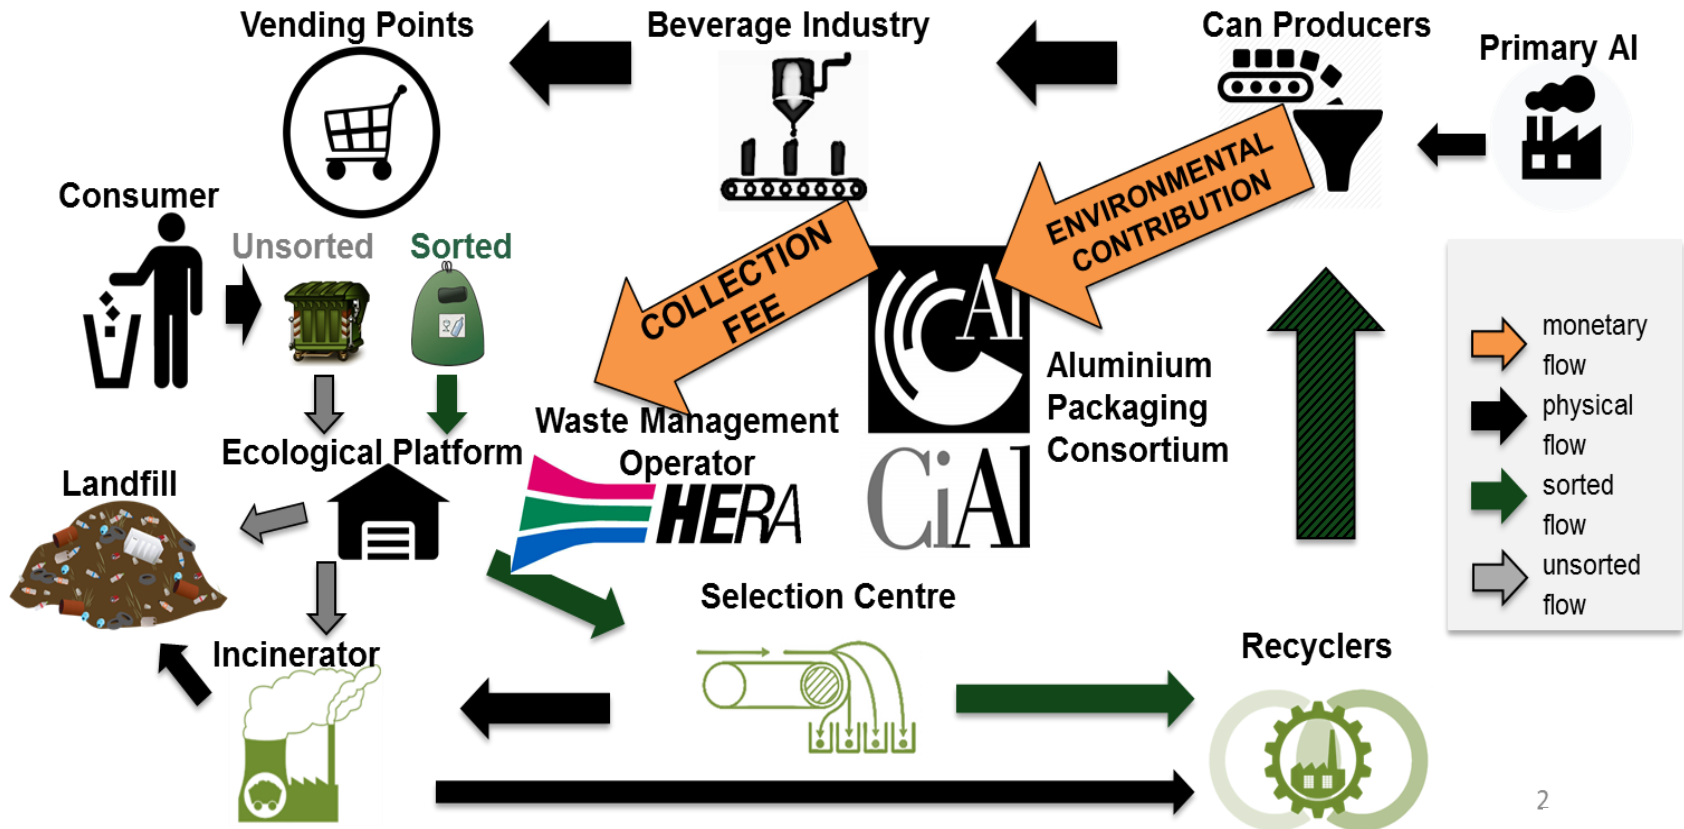 Vending Points
Beverage Industry
Can Producers
Primary Al
Consumer
Unsorted
Sorted
ENVIRONMENTAL
CONTRIBUTION
COLLECTION
FEE
Al
Aluminium
Packaging
Consortium
CiAl
monetary
flow
physical
flow
sorted
flow
unsorted
flow
Waste Management
Operator
HERA
Ecological Platform
Landfill
Selection Centre
Incinerator
Recyclers
2